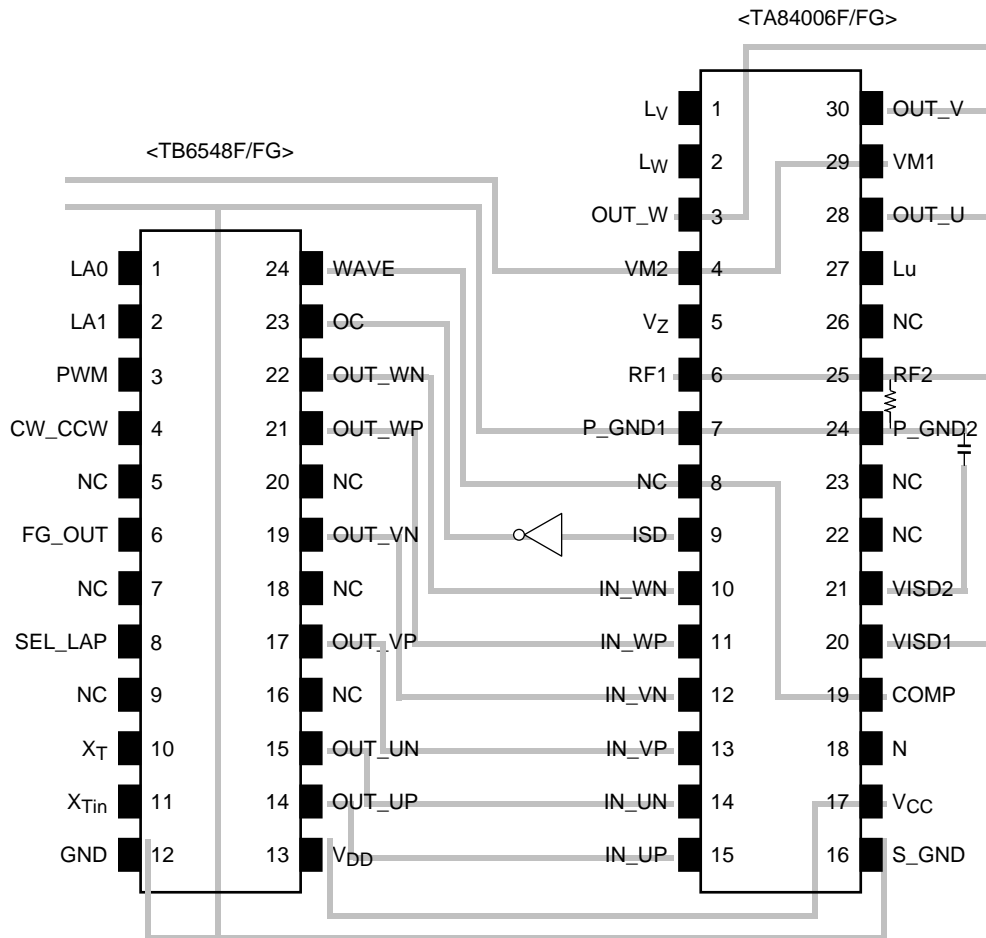 <TA84006F/FG>
<TB6548F/FG>
LA0 1 24 WAVE
LA1 2 23 OC
PWM 3 22 OUT_WN
CW_CCW 4 21 OUT_WP
NC 5 20 NC
FG_OUT 6 19 OUT_VN
NC 7 18 NC
SEL_LAP 8 17 OUT_VP
NC 9 16 NC
XT 10 15 OUT_UN
XTin 11 14 OUT_UP
GND 12 13 VDD
LV 1 30 OUT_V
LW 2 29 VM1
OUT_W 3 28 OUT_U
VM2 4 27 Lu
VZ 5 26 NC
RF1 6 25 RF2
P_GND1 7 24 P_GND2
NC 8 23 NC
ISD 9 22 NC
IN_WN 10 21 VISD2
IN_WP 11 20 VISD1
IN_VN 12 19 COMP
IN_VP 13 18 N
IN_UN 14 17 VCC
IN_UP 15 16 S_GND